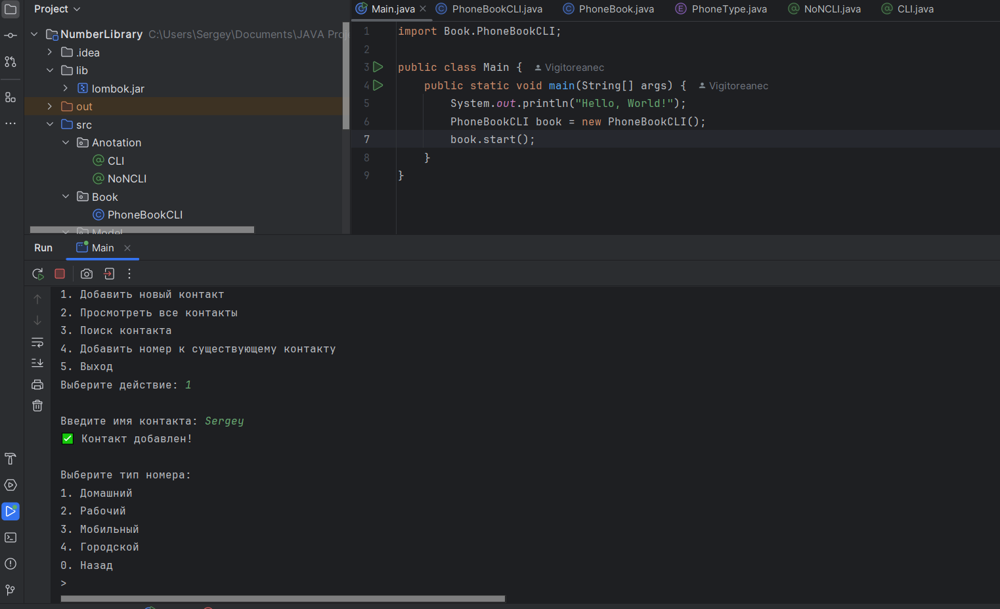 Project
NumberLibrary C:\Users\Sergey\Documents\JAVA Proj
.idea
lib
lombok.jar
out
src
Anotation
CLI
NoNCLI
Book
PhoneBookCLI
Model
Main.java PhoneBookCLI.java PhoneBook.java PhoneType.java NoNCLI.java CLI.java
1 import Book.PhoneBookCLI;
2
3 public class Main { Vigitoreanec
4 public static void main(String[] args) { Vigitoreanec
5 System.out.println("Hello, World!");
6 PhoneBookCLI book = new PhoneBookCLI();
7 book.start();
8 }
9 }
Run Main
1. Добавить новый контакт
2. Просмотреть все контакты
3. Поиск контакта
4. Добавить номер к существующему контакту
5. Выход
Выберите действие: 1
Введите имя контакта: Sergey
✅ Контакт добавлен!
Выберите тип номера:
1. Домашний
2. Рабочий
3. Мобильный
4. Городской
0. Назад
>